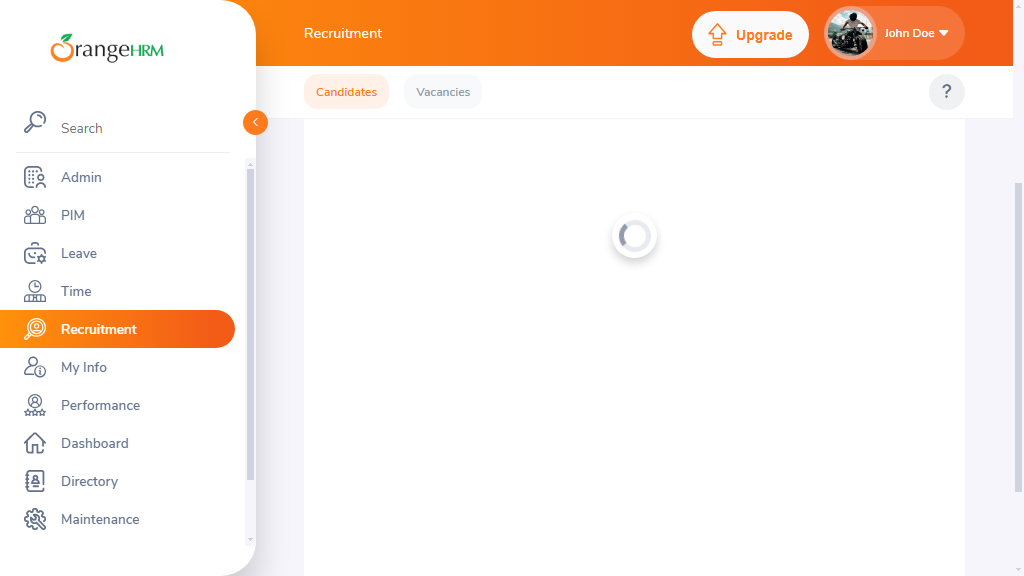 OrangeHRM
Search
Admin
PIM
Leave
Time
Recruitment
My Info
Performance
Dashboard
Directory
Maintenance
Recruitment
Upgrade
John Doe
Candidates
Vacancies
?